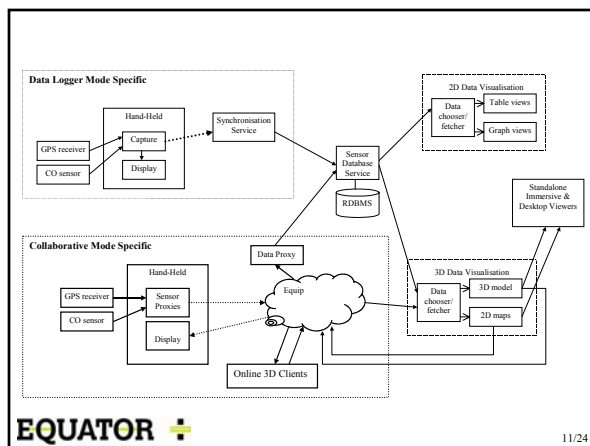 Data Logger Mode Specific
Hand-Held
GPS receiver
CO sensor
Capture
Display
Synchronisation
Service
Sensor
Database
Service
RDBMS
2D Data Visualisation
Data
chooser/
fetcher
Table views
Graph views
Standalone
Immersive &
Desktop Viewers
Collaborative Mode Specific
Hand-Held
GPS receiver
CO sensor
Sensor
Proxies
Display
Data Proxy
Equip
Online 3D Clients
3D Data Visualisation
Data
chooser/
fetcher
3D model
2D maps
EQUATOR
11/24